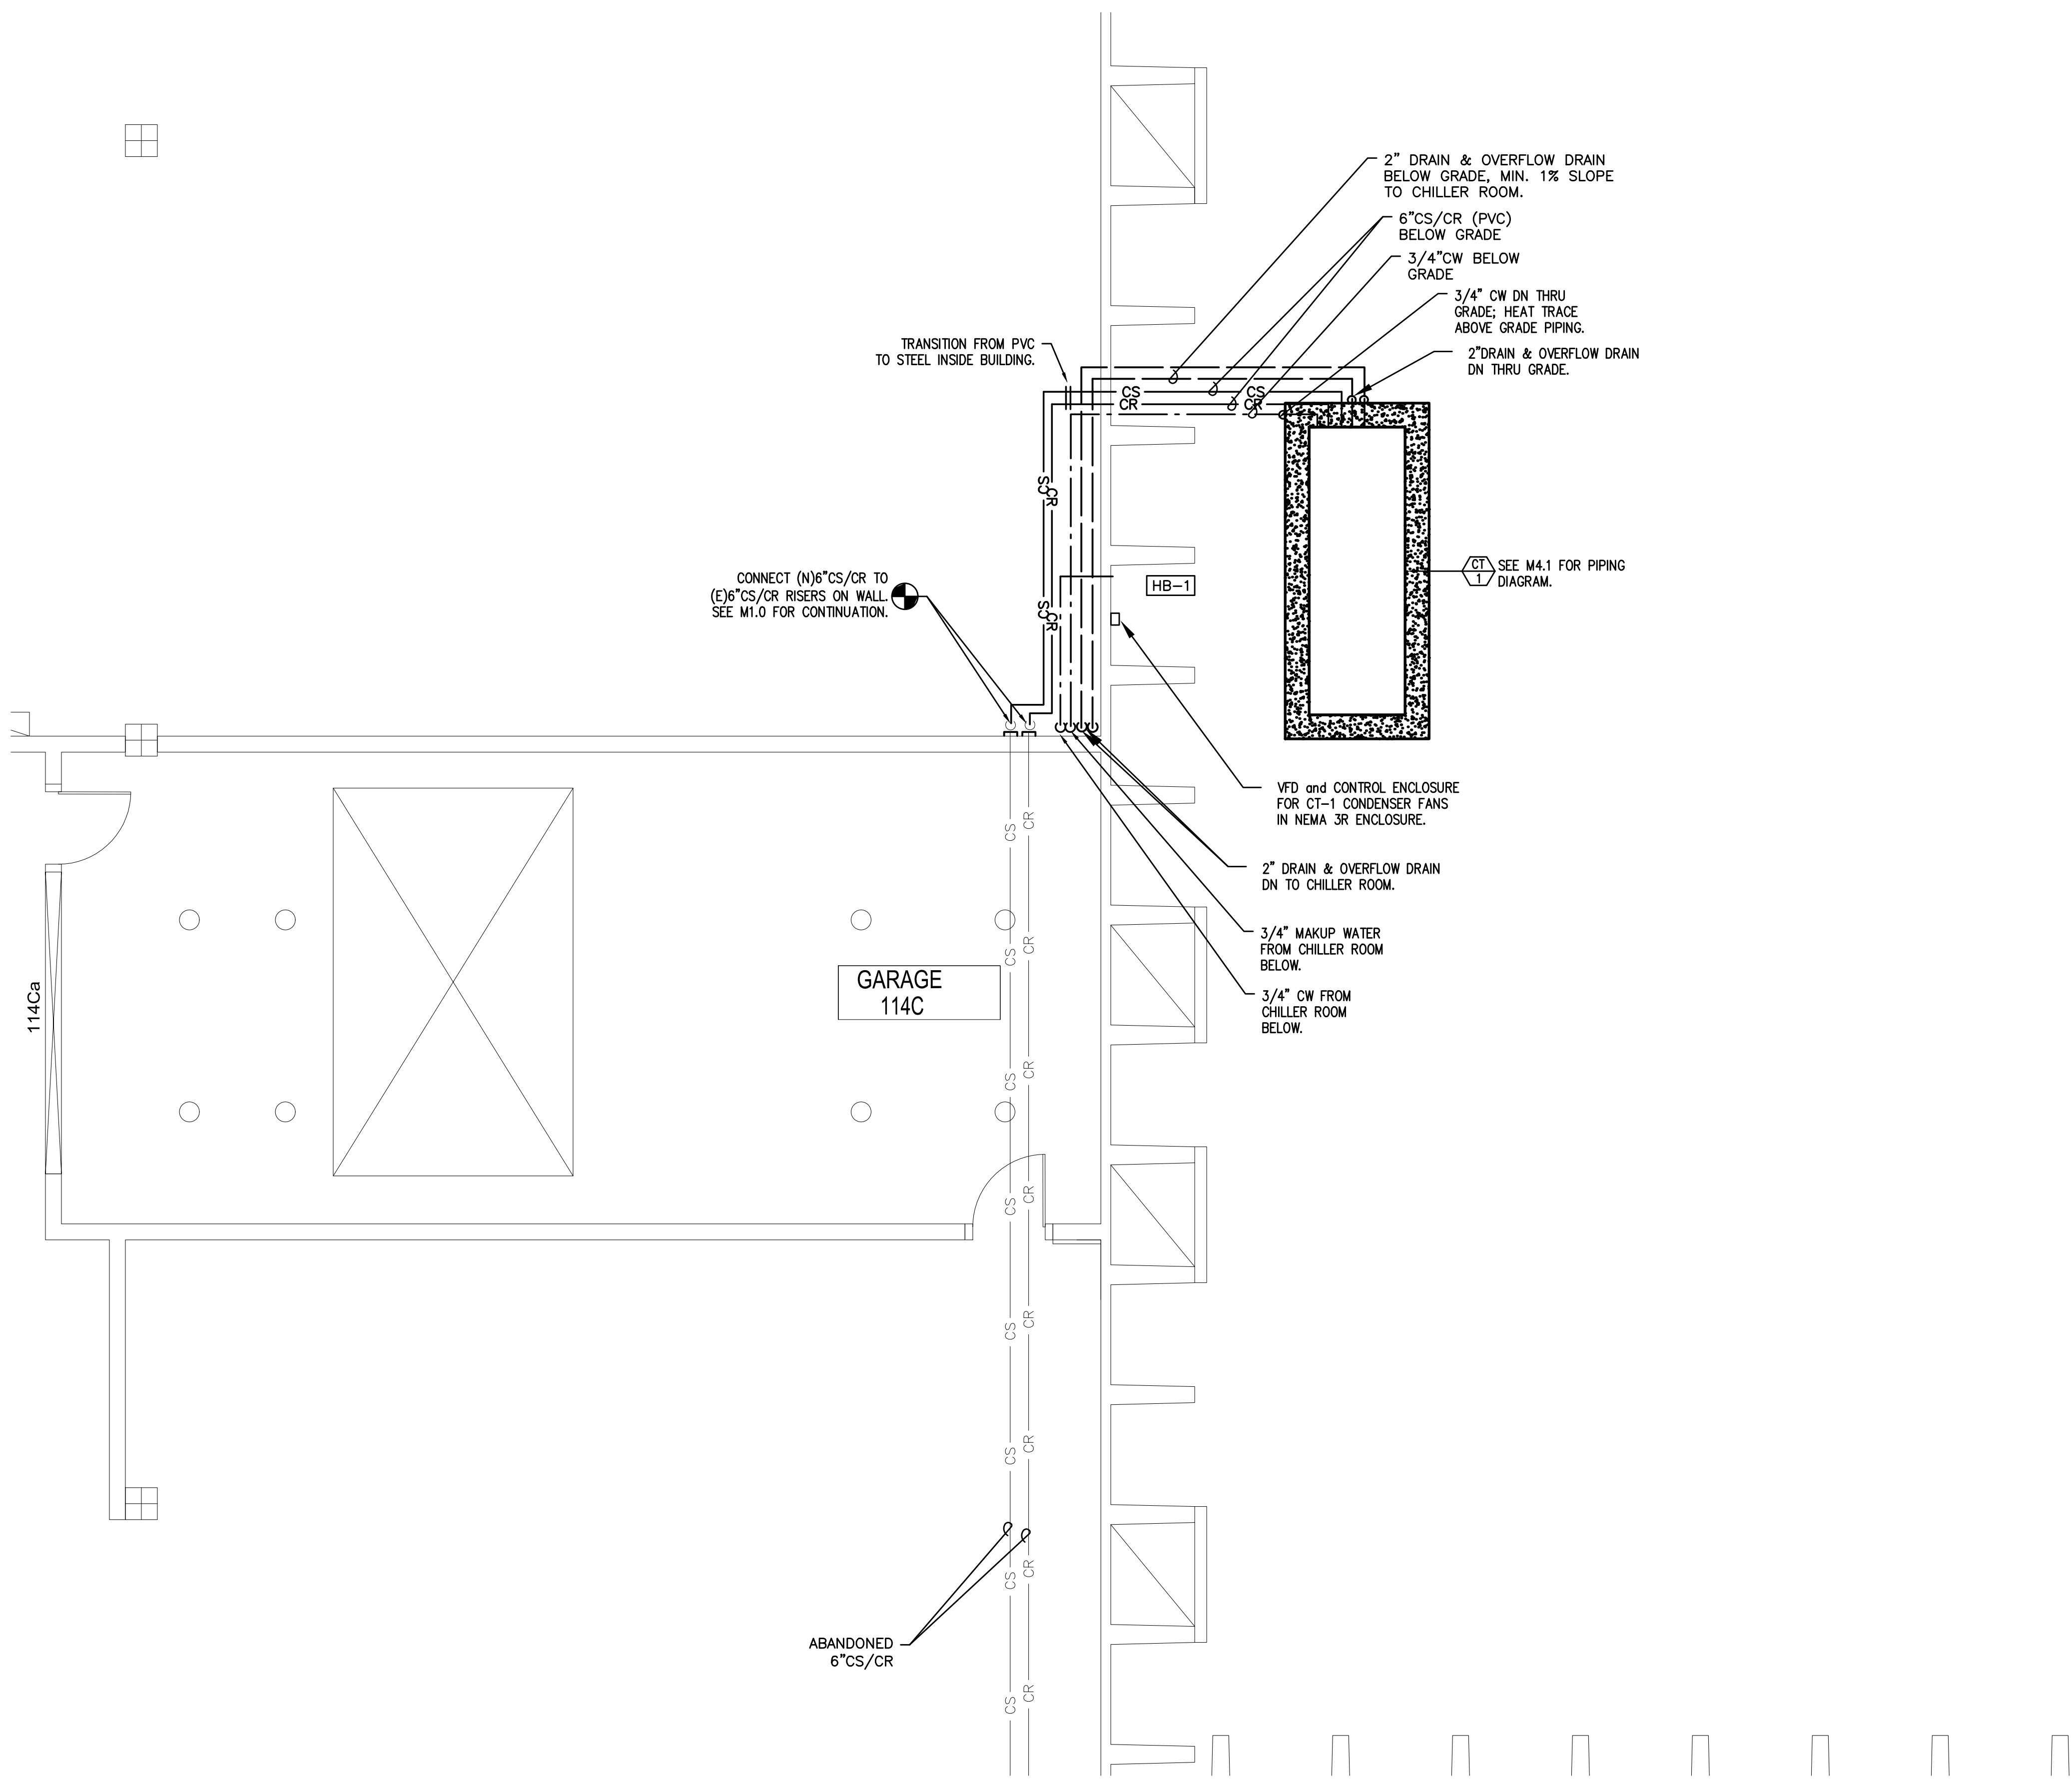 2" DRAIN & OVERFLOW DRAIN
BELOW GRADE, MIN. 1% SLOPE
TO CHILLER ROOM.
6"CS/CR (PVC)
BELOW GRADE
3/4"CW BELOW
GRADE
3/4" CW DN THRU
GRADE; HEAT TRACE
ABOVE GRADE PIPING.
TRANSITION FROM PVC
TO STEEL INSIDE BUILDING.
2"DRAIN & OVERFLOW DRAIN
DN THRU GRADE.
CS
CS
CR
CR
CS
CR
CONNECT (N)6"CS/CR TO
(E)6"CS/CR RISERS ON WALL.
SEE M1.0 FOR CONTINUATION.
HB-1
CT
1
SEE M4.1 FOR PIPING
DIAGRAM.
CS
CR
VFD and CONTROL ENCLOSURE
FOR CT-1 CONDENSER FANS
IN NEMA 3R ENCLOSURE.
CS
CR
2" DRAIN & OVERFLOW DRAIN
DN TO CHILLER ROOM.
3/4" MAKUP WATER
FROM CHILLER ROOM
BELOW.
CS
CR
GARAGE
114C
114Ca
3/4" CW FROM
CHILLER ROOM
BELOW.
CS
CR
CS
CR
CS
CR
CS
CR
CS
CR
ABANDONED
6"CS/CR
CS
CR